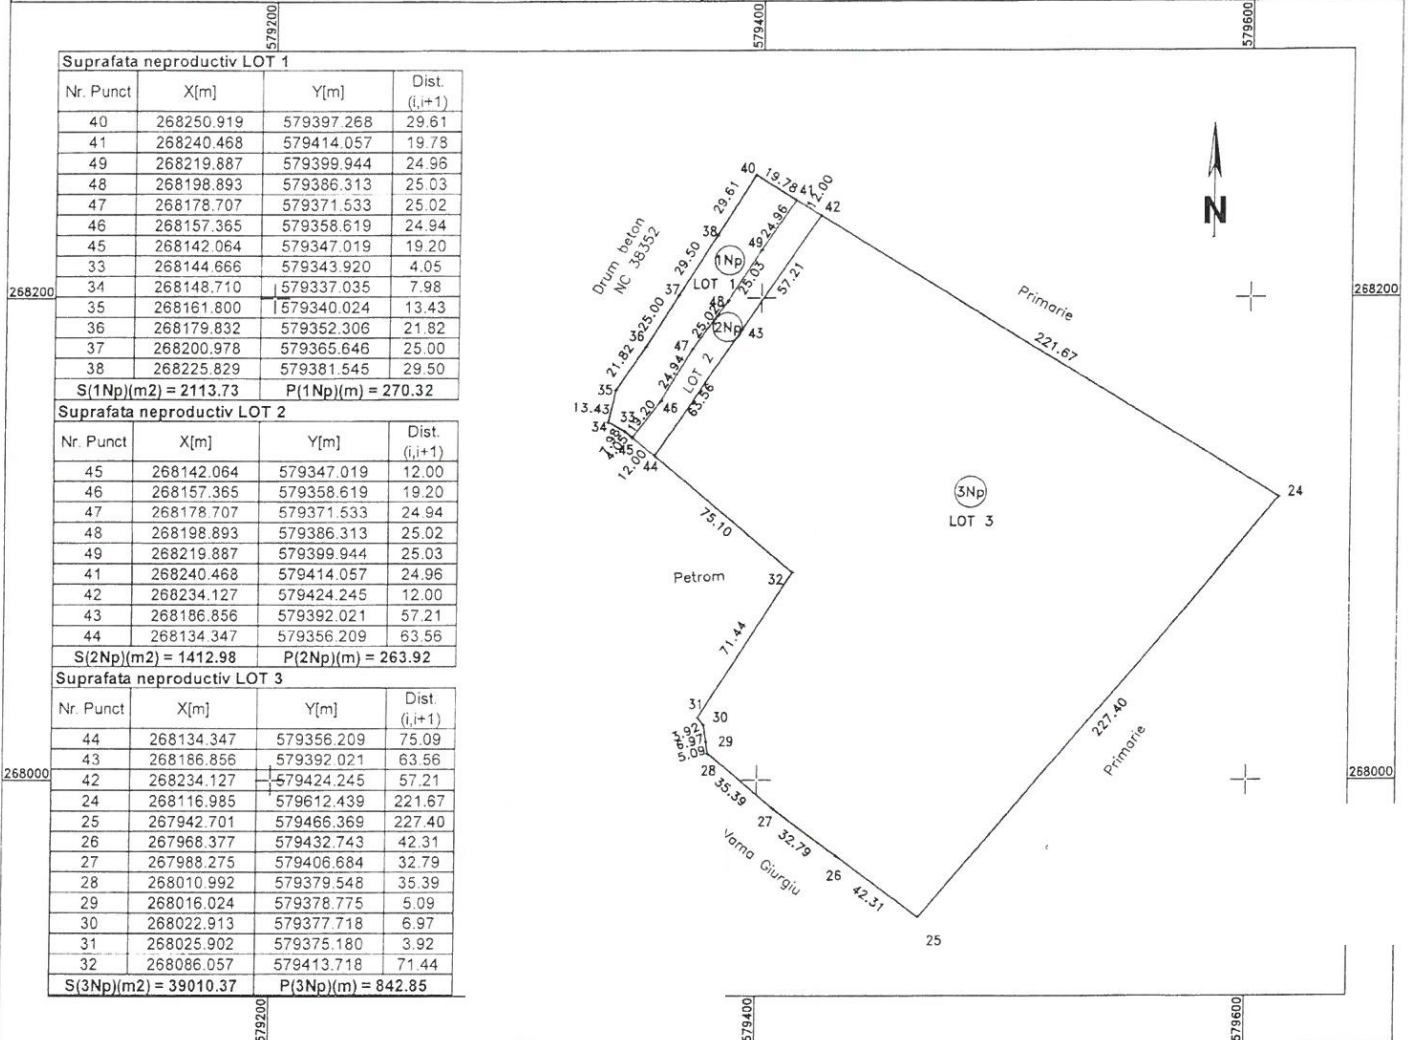 579200 579400 579600
Suprafata neproductiv LOT 1
Nr. Punct X[m] Y[m] Dist. (i,i+1)
40 268250.919 579397.268 29.61
41 268240.468 579414.057 19.78
49 268219.887 579399.944 24.96
48 268198.893 579386.313 25.03
47 268178.707 579371.533 25.02
46 268157.365 579358.619 24.94
45 268142.064 579347.019 19.20
33 268144.666 579343.920 4.05
34 268148.710 579337.035 7.98
35 268161.800 579340.024 13.43
36 268179.832 579352.306 21.82
37 268200.978 579365.646 25.00
38 268225.829 579381.545 29.50
S(1Np)(m2) = 2113.73 P(1Np)(m) = 270.32
Suprafata neproductiv LOT 2
Nr. Punct X[m] Y[m] Dist. (i,i+1)
45 268142.064 579347.019 12.00
46 268157.365 579358.619 19.20
47 268178.707 579371.533 24.94
48 268198.893 579386.313 25.02
49 268219.887 579399.944 25.03
41 268240.468 579414.057 24.96
42 268234.127 579424.245 12.00
43 268186.856 579392.021 57.21
44 268134.347 579356.209 63.56
S(2Np)(m2) = 1412.98 P(2Np)(m) = 263.92
Suprafata neproductiv LOT 3
Nr. Punct X[m] Y[m] Dist. (i,i+1)
44 268134.347 579356.209 75.09
43 268186.856 579392.021 63.56
42 268234.127 579424.245 57.21
24 268116.985 579612.439 221.67
25 267942.701 579466.369 227.40
26 267968.377 579432.743 42.31
27 267988.275 579406.684 32.79
28 268010.992 579379.548 35.39
29 268016.024 579378.775 5.09
30 268022.913 579377.718 6.97
31 268025.902 579375.180 3.92
32 268086.057 579413.718 71.44
S(3Np)(m2) = 39010.37 P(3Np)(m) = 842.85
268200
268000
268200
268000
N
40
19.78
41
12.00
42
29.61
38
24.96
49
Drum beton
NC 38352
29.50
1Np
LOT 1
25.03
57.21
37
48
25.00
36
25.02
2Np
43
47
21.82
24.94
LOT 2
35
13.43
46
63.56
34
33
19.20
7.98
4.05
45
12.00
44
Primarie
221.67
3Np
LOT 3
24
75.10
Petrom
32
71.44
31
30
3.92
6.97
29
5.09
28
35.39
27
32.79
Vama Giurgiu
26
42.31
25
227.40
Primarie
579200 579400 579600